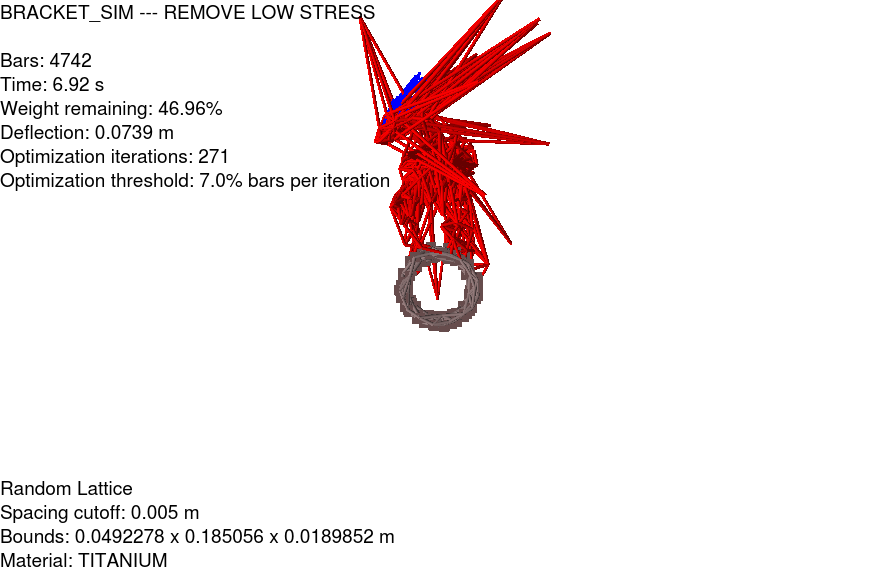 BRACKET_SIM --- REMOVE LOW STRESS
Bars: 4742
Time: 6.92 s
Weight remaining: 46.96%
Deflection: 0.0739 m
Optimization iterations: 271
Optimization threshold: 7.0% bars per iteration
Random Lattice
Spacing cutoff: 0.005 m
Bounds: 0.0492278 x 0.185056 x 0.0189852 m
Material: TITANIUM